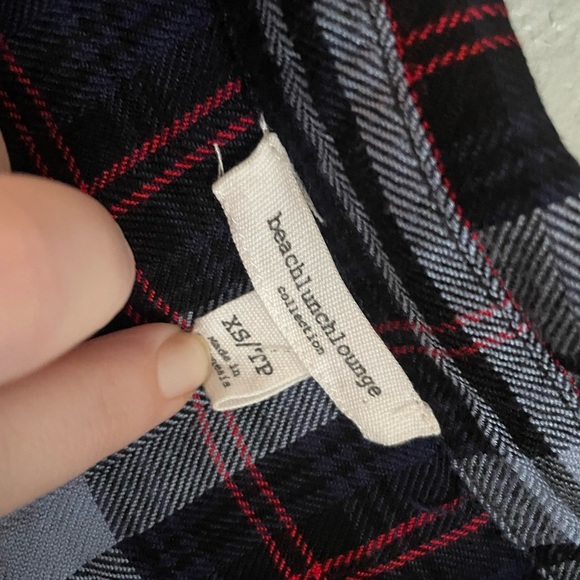 beachlunchlounge
collection
XS/TP
Made in